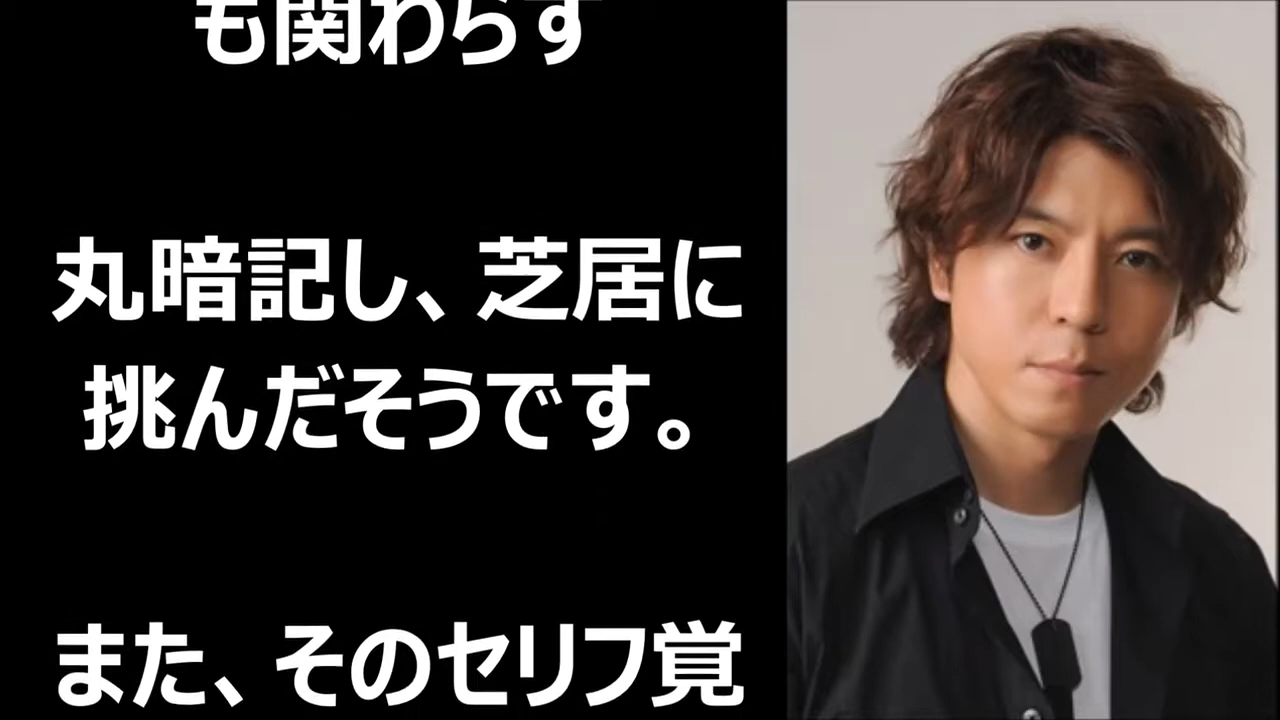 も関わらず
丸暗記し、芝居に
挑んだそうです。
また、そのセリフ覚